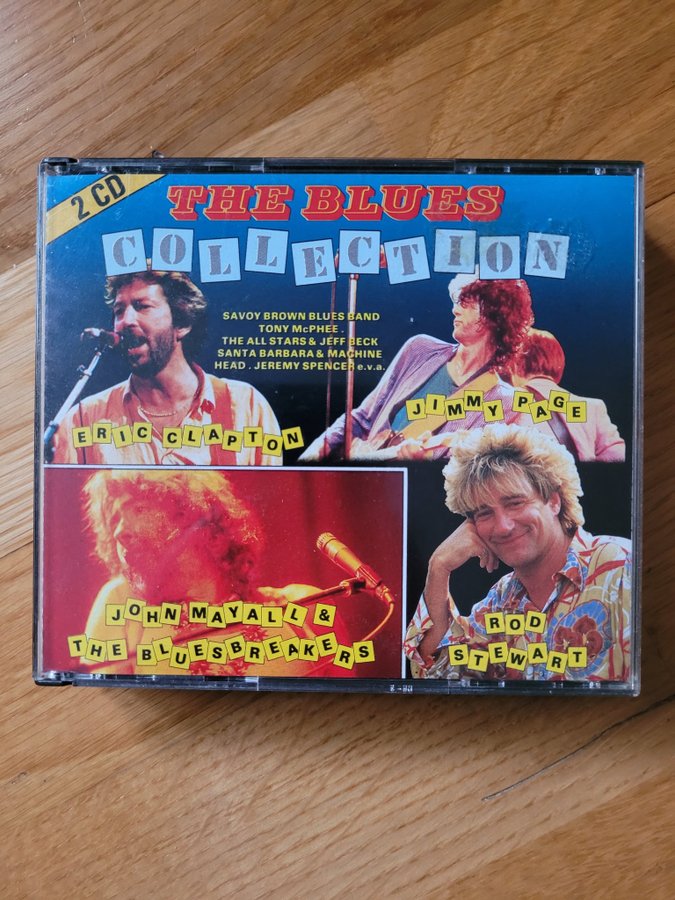 2 CD
THE BLUES
COLLECTION
SAVOY BROWN BLUES BAND
TONY McPHEE .
THE ALL STARS & JEFF BECK
SANTA BARBARA & MACHINE
HEAD . JEREMY SPENCER e.v.a.
ERIC CLAPTON
JIMMY PAGE
JOHN MAYALL &
THE BLUESBREAKERS
ROD
STEWART